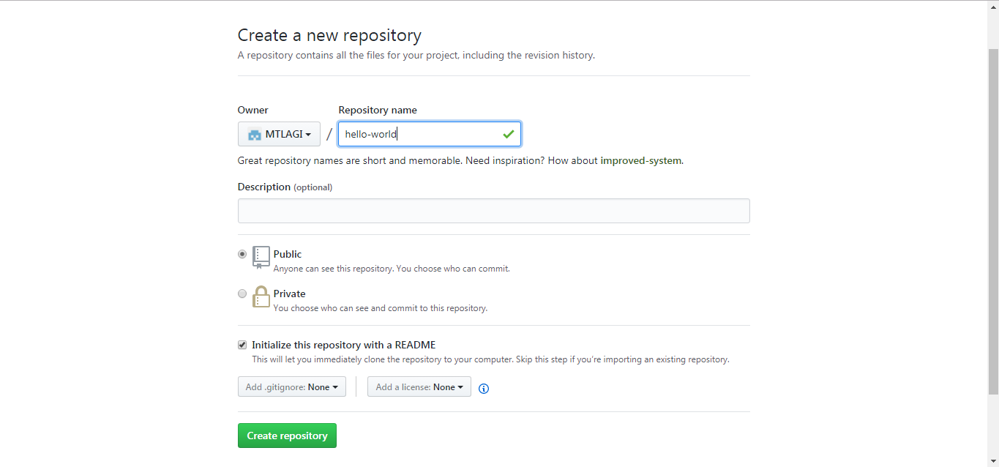 Create a new repository
A repository contains all the files for your project, including the revision history.
Owner Repository name
MTLAGI / hello-world
Great repository names are short and memorable. Need inspiration? How about improved-system.
Description (optional)
Public
Anyone can see this repository. You choose who can commit.
Private
You choose who can see and commit to this repository.
Initialize this repository with a README
This will let you immediately clone the repository to your computer. Skip this step if you're importing an existing repository.
Add .gitignore: None Add a license: None
Create repository